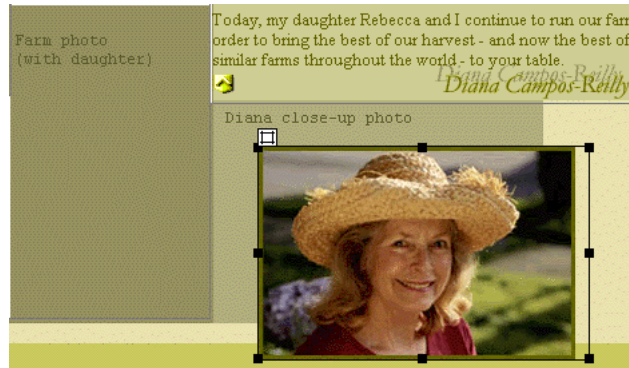 Today, my daughter Rebecca and I continue to run our farm
order to bring the best of our harvest - and now the best of
similar farms throughout the world - to your table.
Diana Campos-Reilly
Farm photo
(with daughter)
Diana close-up photo